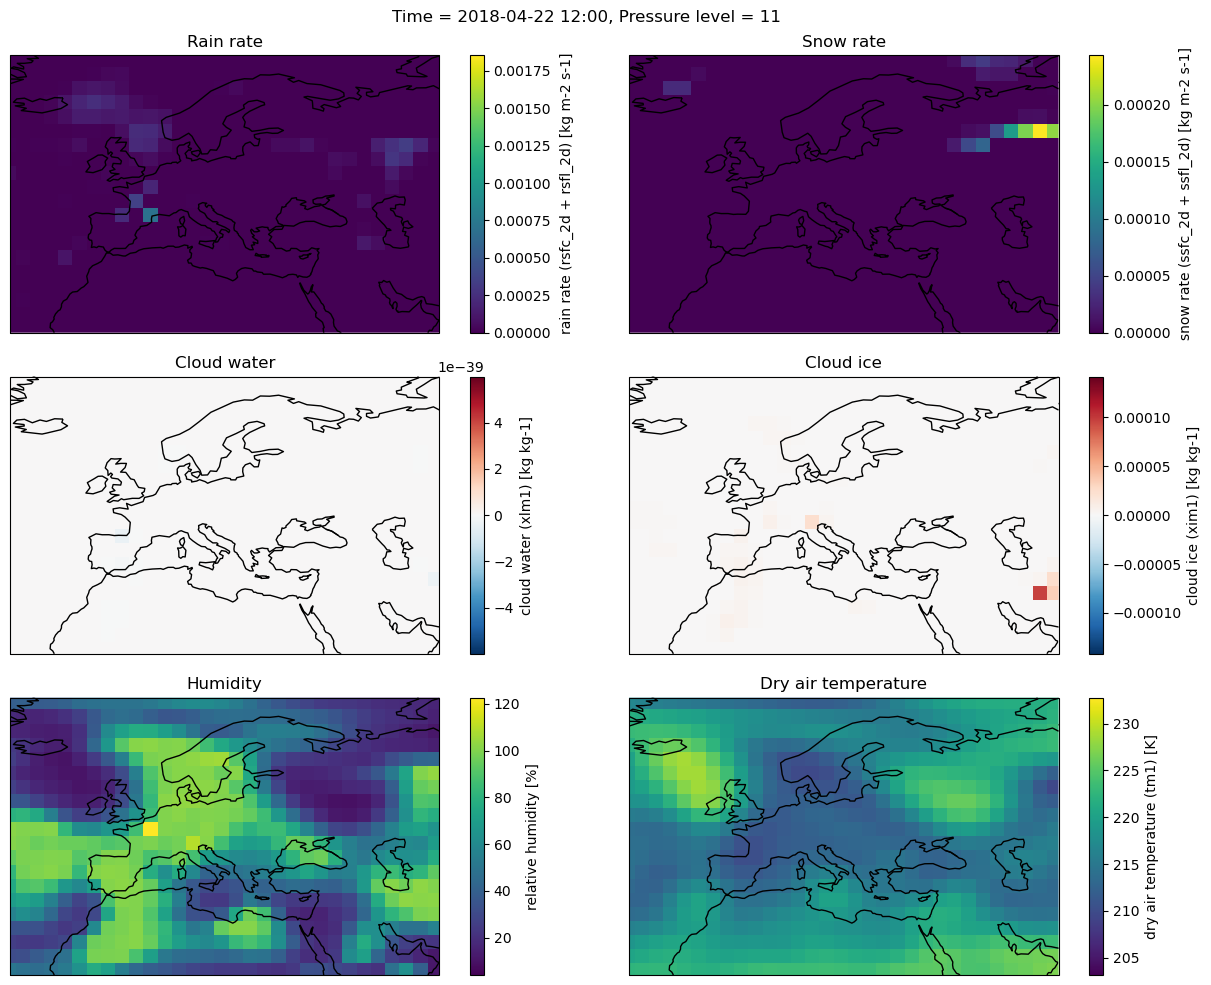 Time = 2018-04-22 12:00, Pressure level = 11
Rain rate
0.00175
0.00150
0.00125
0.00100
0.00075
0.00050
0.00025
0.00000
rain rate (rsfc_2d + rsfl_2d) [kg m-2 s-1]
Snow rate
0.00020
0.00015
0.00010
0.00005
0.00000
snow rate (ssfc_2d + ssfl_2d) [kg m-2 s-1]
Cloud water
1e−39
4
2
0
−2
−4
cloud water (xlm1) [kg kg-1]
Cloud ice
0.00010
0.00005
0.00000
−0.00005
−0.00010
cloud ice (xim1) [kg kg-1]
Humidity
120
100
80
60
40
20
relative humidity [%]
Dry air temperature
230
225
220
215
210
205
dry air temperature (tm1) [K]